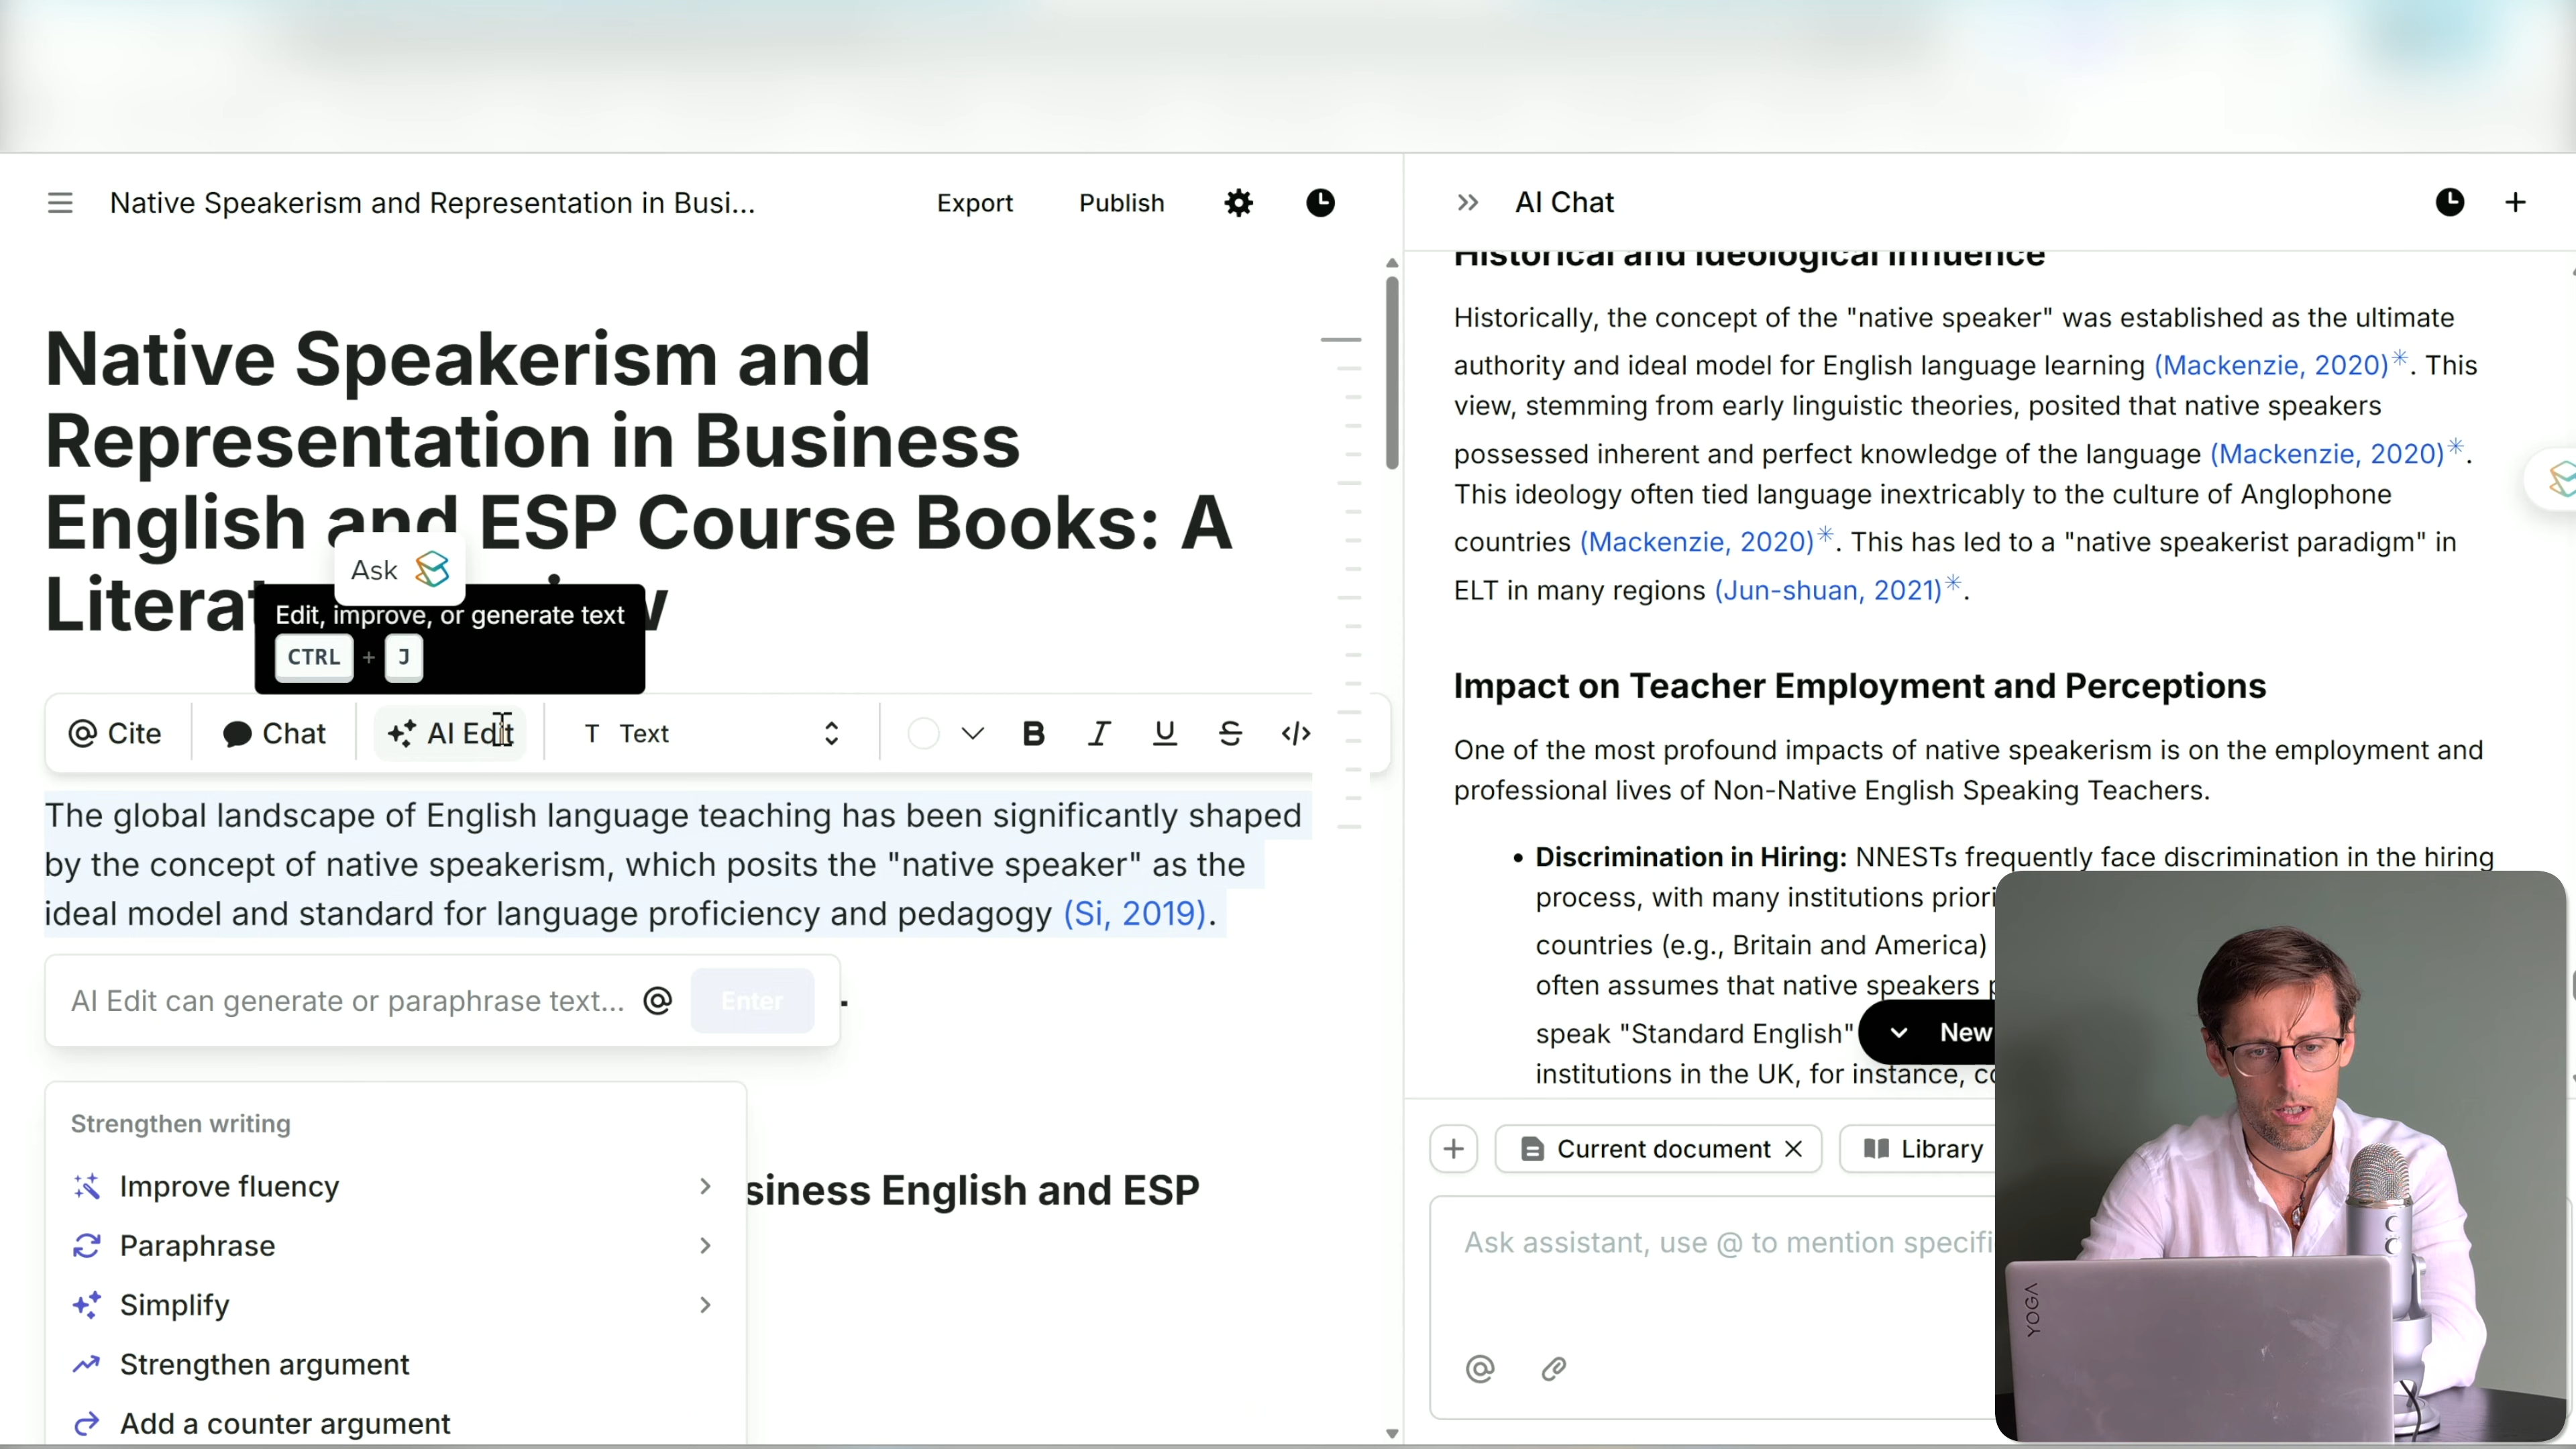 Native Speakerism and Representation in Busi...
Export
Publish
Native Speakerism and
Representation in Business
English and ESP Course Books: A
Ask
Edit, improve, or generate text
CTRL + J
Cite
Chat
AI Edit
T Text
B I U S </>
The global landscape of English language teaching has been significantly shaped
by the concept of native speakerism, which posits the "native speaker" as the
ideal model and standard for language proficiency and pedagogy (Si, 2019).
AI Edit can generate or paraphrase text... @ Enter
Strengthen writing
Improve fluency
Paraphrase
Simplify
Strengthen argument
Add a counter argument
siness English and ESP
AI Chat
Historical and Ideological Influence
Historically, the concept of the "native speaker" was established as the ultimate
authority and ideal model for English language learning (Mackenzie, 2020)*. This
view, stemming from early linguistic theories, posited that native speakers
possessed inherent and perfect knowledge of the language (Mackenzie, 2020)*.
This ideology often tied language inextricably to the culture of Anglophone
countries (Mackenzie, 2020)*. This has led to a "native speakerist paradigm" in
ELT in many regions (Jun-shuan, 2021)*.
Impact on Teacher Employment and Perceptions
One of the most profound impacts of native speakerism is on the employment and
professional lives of Non-Native English Speaking Teachers.
• Discrimination in Hiring: NNESTs frequently face discrimination in the hiring
process, with many institutions priori
countries (e.g., Britain and America)
often assumes that native speakers
speak "Standard English"
New
institutions in the UK, for instance,
Current document ×
Library
Ask assistant, use @ to mention specifi
YOGA